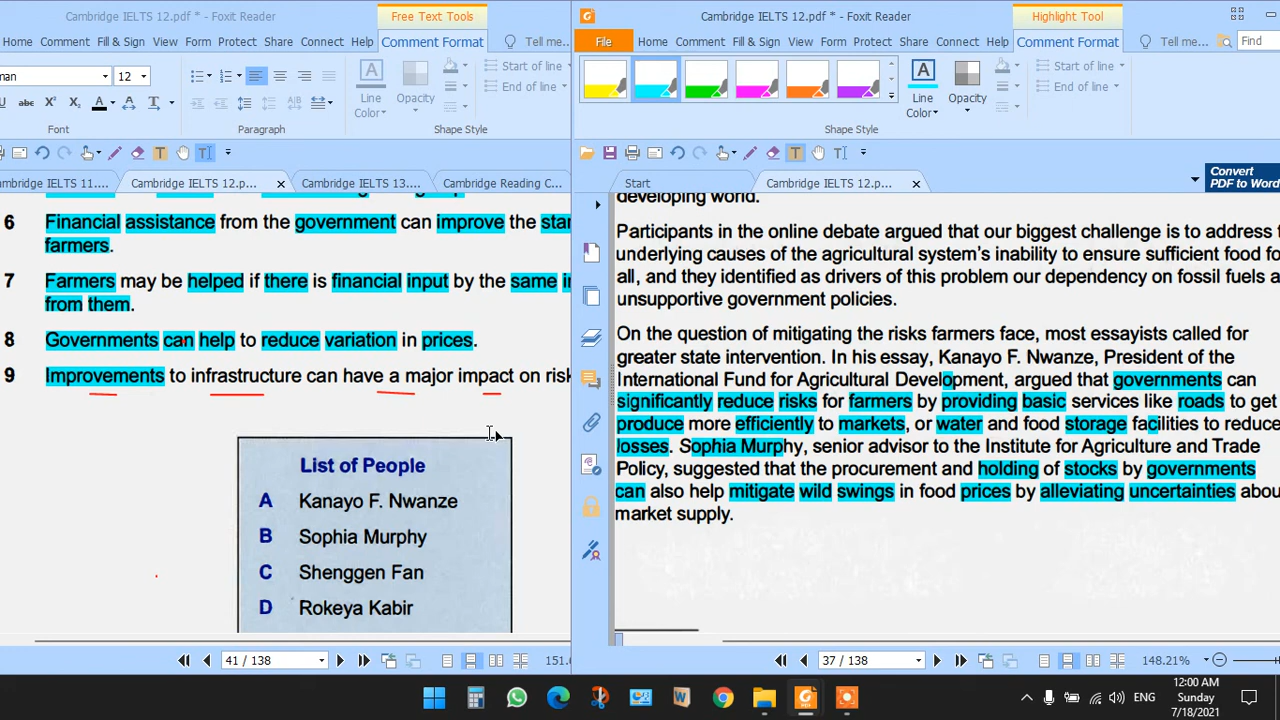 Cambridge IELTS 12.pdf * - Foxit Reader
Free Text Tools
Home Comment Fill & Sign View Form Protect Share Connect Help Comment Format Tell me...
12
Start of line
End of line
Line Color
Opacity
Font
Paragraph
Shape Style
Cambridge IELTS 12.p...
Cambridge IELTS 13....
Cambridge Reading C...
6 Financial assistance from the government can improve the
farmers.
7 Farmers may be helped if there is financial input by the same
from them.
8 Governments can help to reduce variation in prices.
9 Improvements to infrastructure can have a major impact on
List of People
A Kanayo F. Nwanze
B Sophia Murphy
C Shenggen Fan
D Rokeya Kabir
41 / 138
Cambridge IELTS 12.pdf * - Foxit Reader
Highlight Tool
File Home Comment Fill & Sign View Form Protect Share Connect Help Comment Format Tell me...
Find
Line Color
Opacity
Start of line
End of line
Shape Style
Start
Cambridge IELTS 12.p...
Convert
PDF to Word
developing world.
Participants in the online debate argued that our biggest challenge is to address
underlying causes of the agricultural system's inability to ensure sufficient food
all, and they identified as drivers of this problem our dependency on fossil fuels
unsupportive government policies.
On the question of mitigating the risks farmers face, most essayists called for
greater state intervention. In his essay, Kanayo F. Nwanze, President of the
International Fund for Agricultural Development, argued that governments can
significantly reduce risks for farmers by providing basic services like roads to get
produce more efficiently to markets, or water and food storage facilities to reduce
losses. Sophia Murphy, senior advisor to the Institute for Agriculture and Trade
Policy, suggested that the procurement and holding of stocks by governments
can also help mitigate wild swings in food prices by alleviating uncertainties
market supply.
37 / 138
148.21%
ENG
12:00 AM
Sunday
7/18/2021